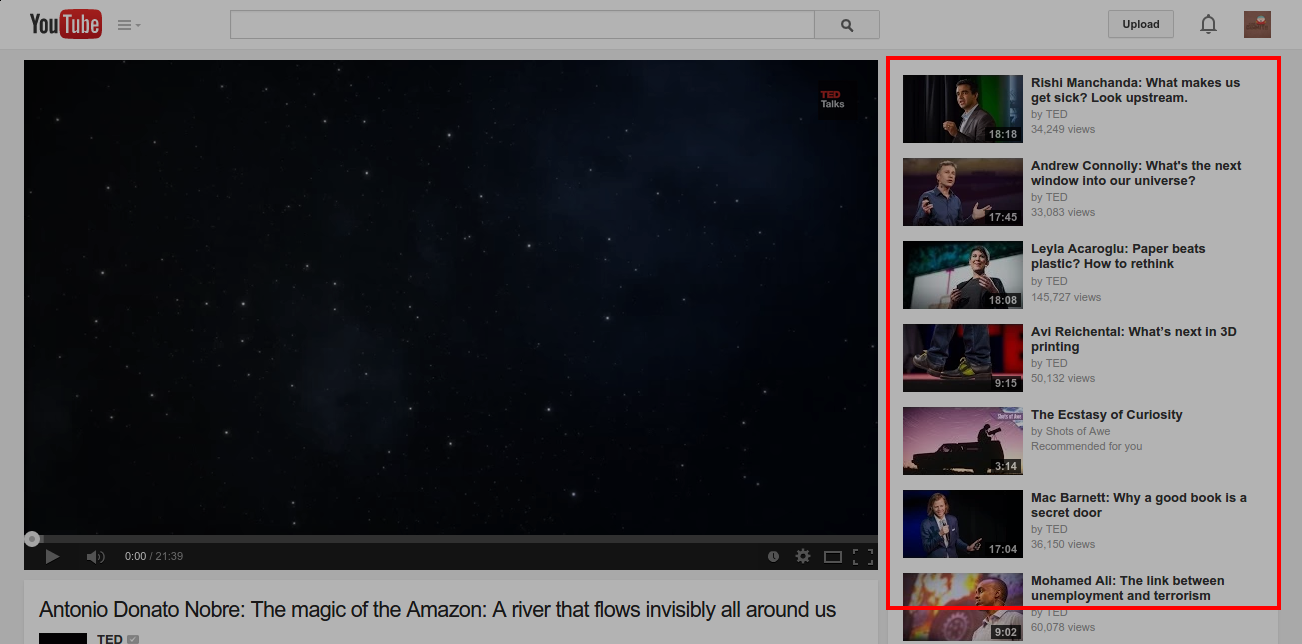 YouTube
Upload
TED
Talks
0:00 / 21:39
Antonio Donato Nobre: The magic of the Amazon: A river that flows invisibly all around us
TED
18:18
Rishi Manchanda: What makes us
get sick? Look upstream.
by TED
34,249 views
17:45
Andrew Connolly: What's the next
window into our universe?
by TED
33,083 views
18:08
Leyla Acaroglu: Paper beats
plastic? How to rethink
by TED
145,727 views
9:15
Avi Reichental: What’s next in 3D
printing
by TED
50,132 views
Shots of Awe
3:14
The Ecstasy of Curiosity
by Shots of Awe
Recommended for you
17:04
Mac Barnett: Why a good book is a
secret door
by TED
36,150 views
9:02
Mohamed Ali: The link between
unemployment and terrorism
by TED
60,078 views